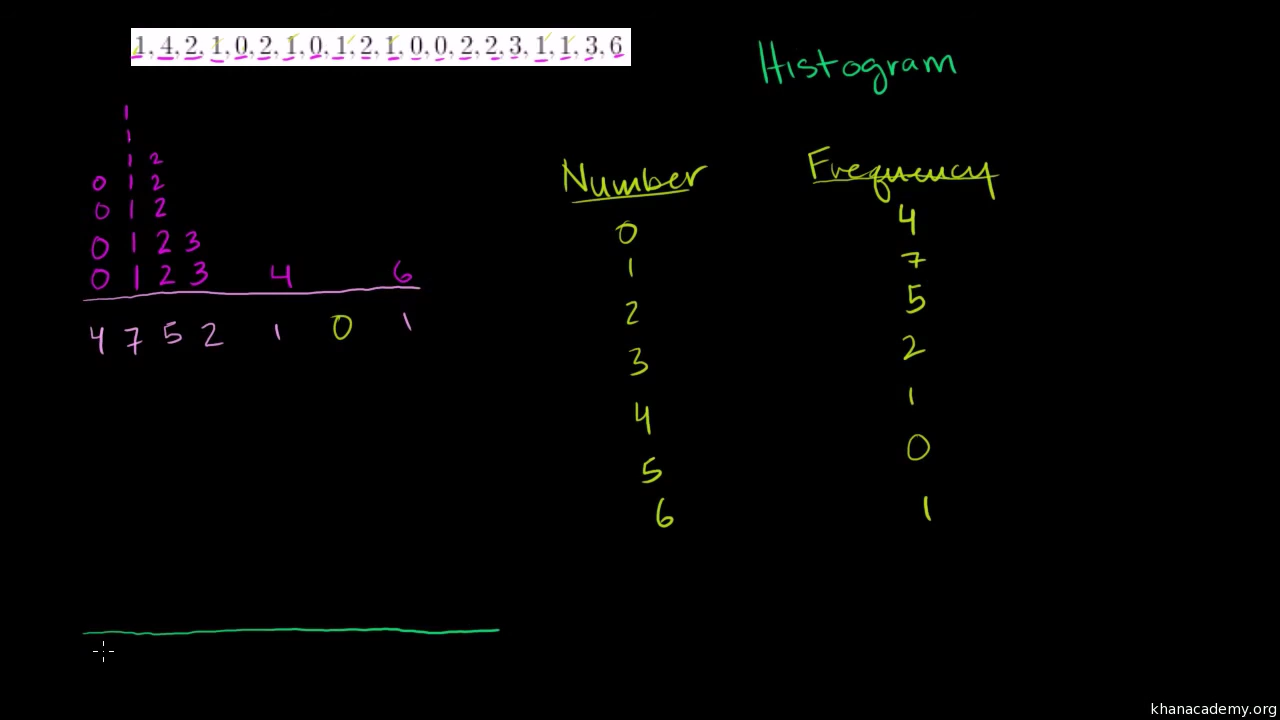 1, 4, 2, 1, 0, 2, 1, 0, 1, 2, 1, 0, 0, 2, 2, 3, 1, 1, 3, 6
Histogram
1
1
1 2
0 1 2
0 1 2
0 1 2 3
0 1 2 3 4 6
4 7 5 2 1 0 1
Number Frequency
0 4
1 7
2 5
3 2
4 1
5 0
6 1
khanacademy.org